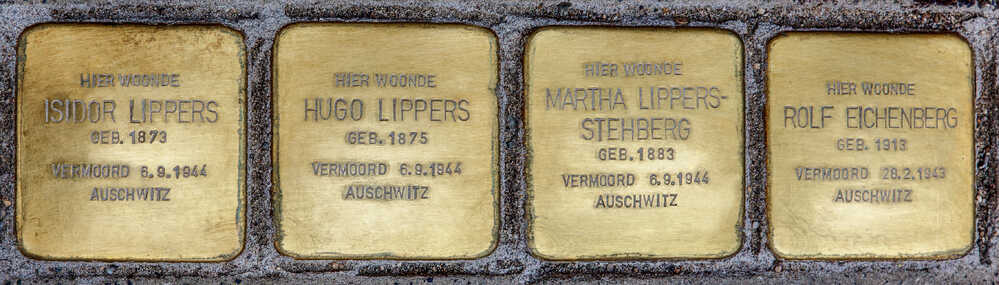 HIER WOONDE
ISIDOR LIPPERS
GEB. 1873
VERMOORD 6.9.1944
AUSCHWITZ
HIER WOONDE
HUGO LIPPERS
GEB. 1875
VERMOORD 6.9.1944
AUSCHWITZ
HIER WOONDE
MARTHA LIPPERS-
STEHBERG
GEB. 1883
VERMOORD 6.9.1944
AUSCHWITZ
HIER WOONDE
ROLF EICHENBERG
GEB. 1913
VERMOORD 28.2.1943
AUSCHWITZ